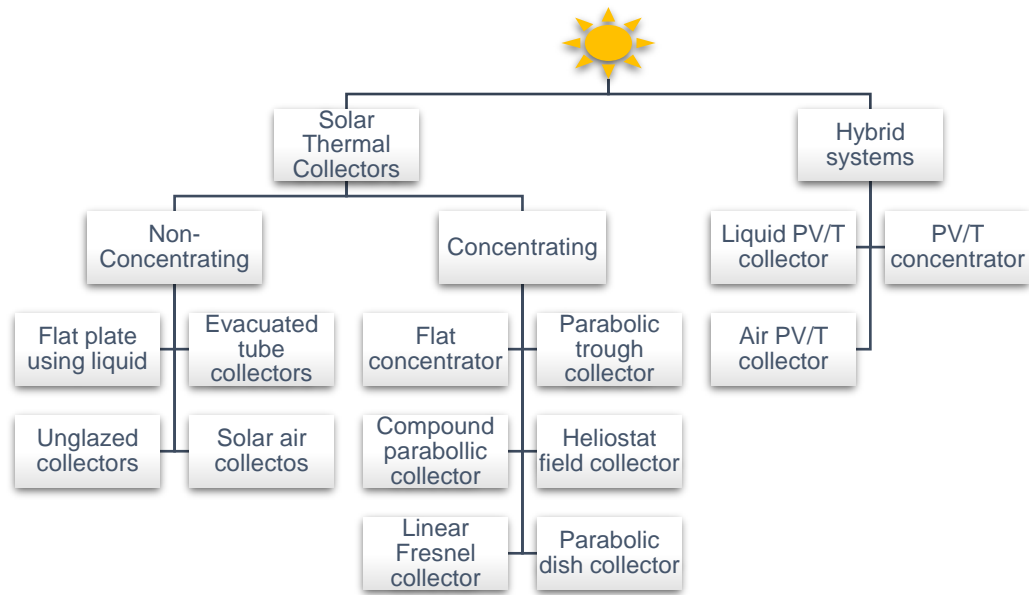 Solar
Thermal
Collectors
Hybrid
systems
Non-
Concentrating
Concentrating
Liquid PV/T
collector
PV/T
concentrator
Flat plate
using liquid
Evacuated
tube
collectors
Flat
concentrator
Parabolic
trough
collector
Air PV/T
collector
Unglazed
collectors
Solar air
collectos
Compound
parabollic
collector
Heliostat
field collector
Linear
Fresnel
collector
Parabolic
dish collector